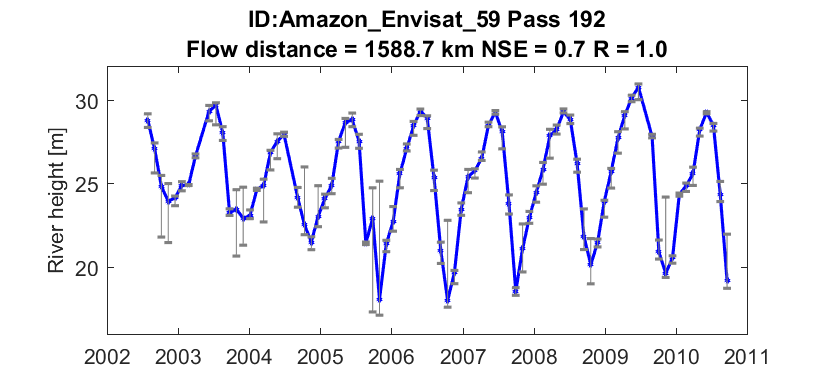 ID:Amazon_Envisat_59 Pass 192
Flow distance = 1588.7 km NSE = 0.7 R = 1.0
River height [m]
30
25
20
2002 2003 2004 2005 2006 2007 2008 2009 2010 2011